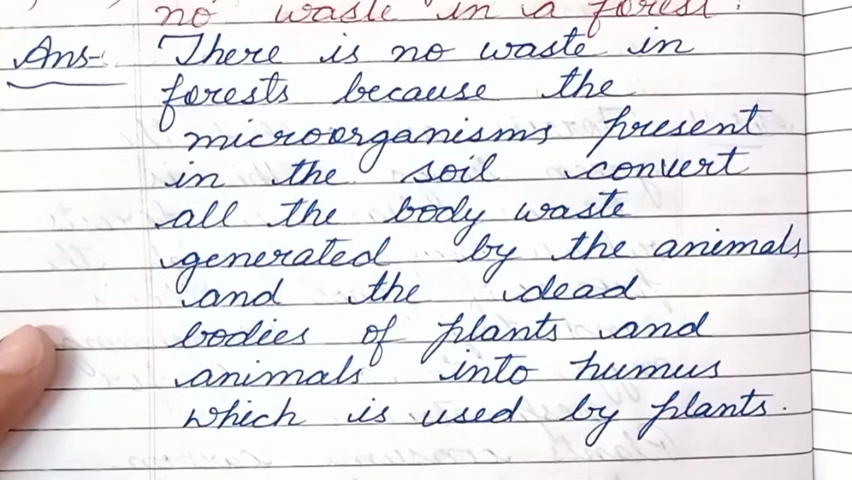 no waste in a forest.
Ans- There is no waste in
forests because the
microorganisms present
in the soil convert
all the body waste
generated by the animals
and the dead
bodies of plants and
animals into humus
which is used by plants.